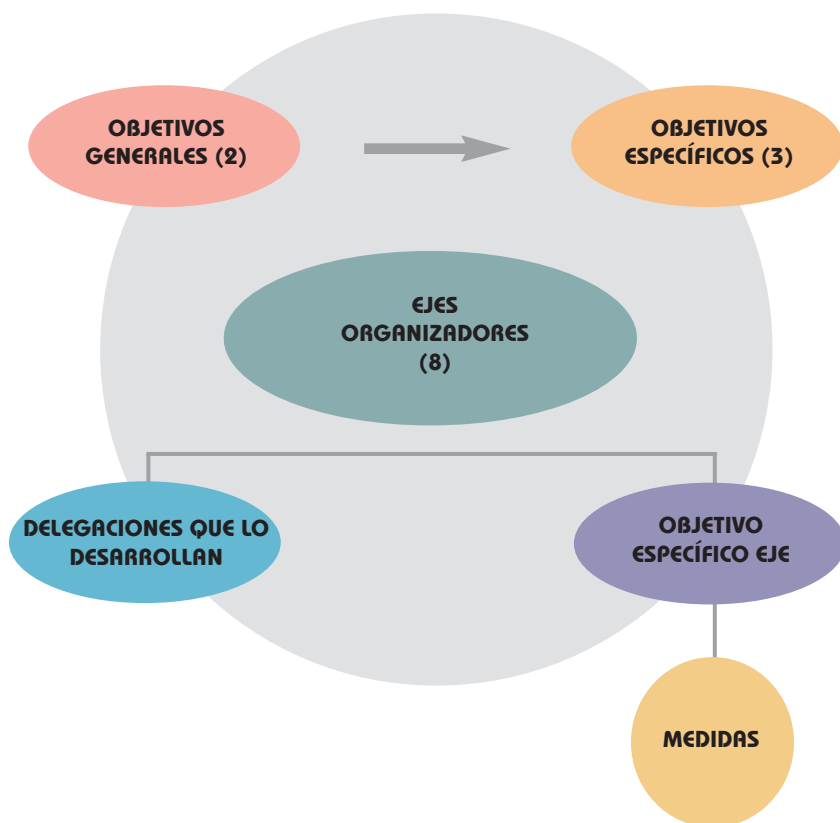 OBJETIVOS
GENERALES (2)
OBJETIVOS
ESPECÍFICOS (3)
EJES
ORGANIZADORES
(8)
DELEGACIONES QUE LO
DESARROLLAN
OBJETIVO
ESPECÍFICO EJE
MEDIDAS